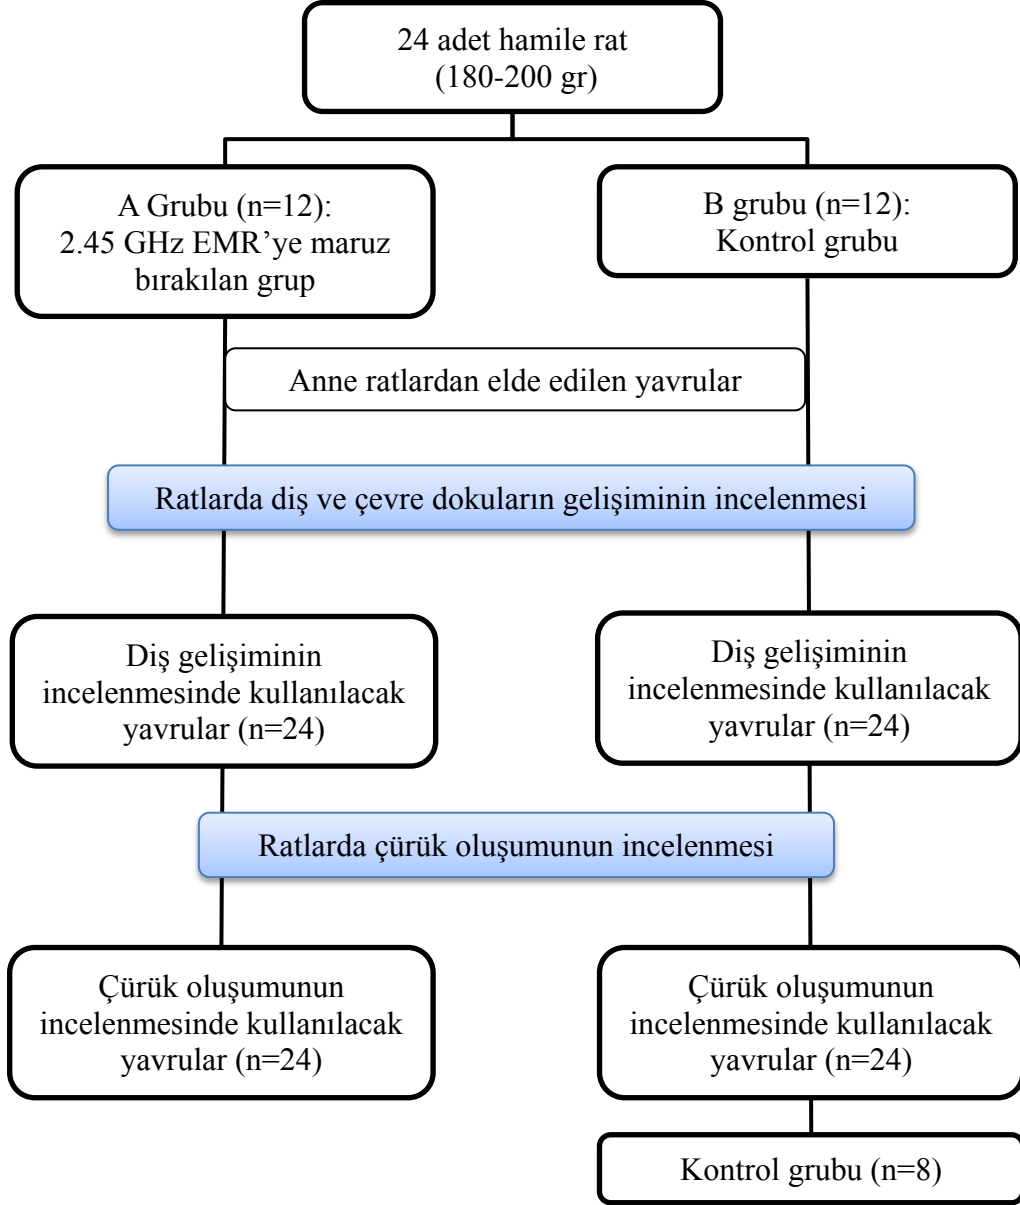 24 adet hamile rat
(180-200 gr)
A Grubu (n=12):
2.45 GHz EMR’ye maruz
bırakılan grup
B grubu (n=12):
Kontrol grubu
Anne ratlardan elde edilen yavrular
Ratlarda diş ve çevre dokuların gelişiminin incelenmesi
Diş gelişiminin
incelenmesinde kullanılacak
yavrular (n=24)
Diş gelişiminin
incelenmesinde kullanılacak
yavrular (n=24)
Ratlarda çürük oluşumunun incelenmesi
Çürük oluşumunun
incelenmesinde kullanılacak
yavrular (n=24)
Çürük oluşumunun
incelenmesinde kullanılacak
yavrular (n=24)
Kontrol grubu (n=8)